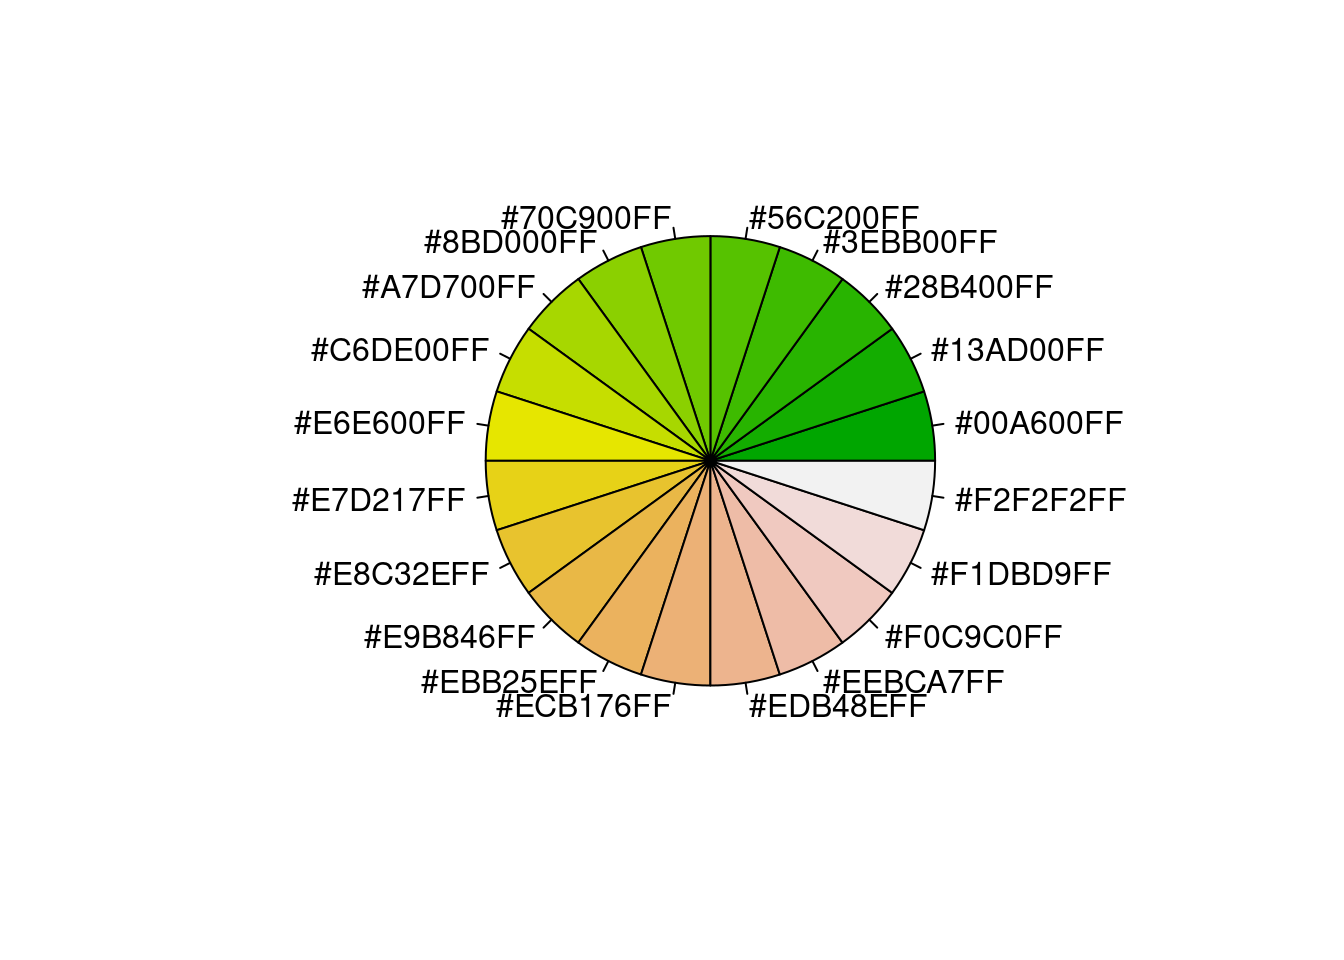 #70C900FF #56C200FF
#8BD000FF #3EBB00FF
#A7D700FF #28B400FF
#C6DE00FF #13AD00FF
#E6E600FF #00A600FF
#E7D217FF #F2F2F2FF
#E8C32EFF #F1DBD9FF
#E9B846FF #F0C9C0FF
#EBB25EFF #EEBCA7FF
#ECB176FF #EDB48EFF